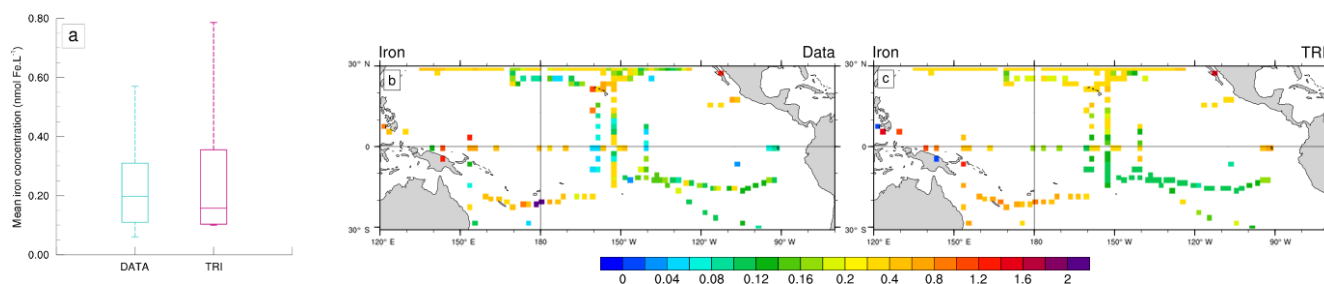 0.80
0.60
0.40
0.20
0.00
Mean iron concentration (nmol Fe.L⁻¹)
a
DATA
TRI
Iron
Data
b
30° N
0
30° S
120° E
150° E
180
150° W
120° W
90° W
Iron
TRI
c
30° N
0
30° S
120° E
150° E
180
150° W
120° W
90° W
0 0.04 0.08 0.12 0.16 0.2 0.4 0.8 1.2 1.6 2